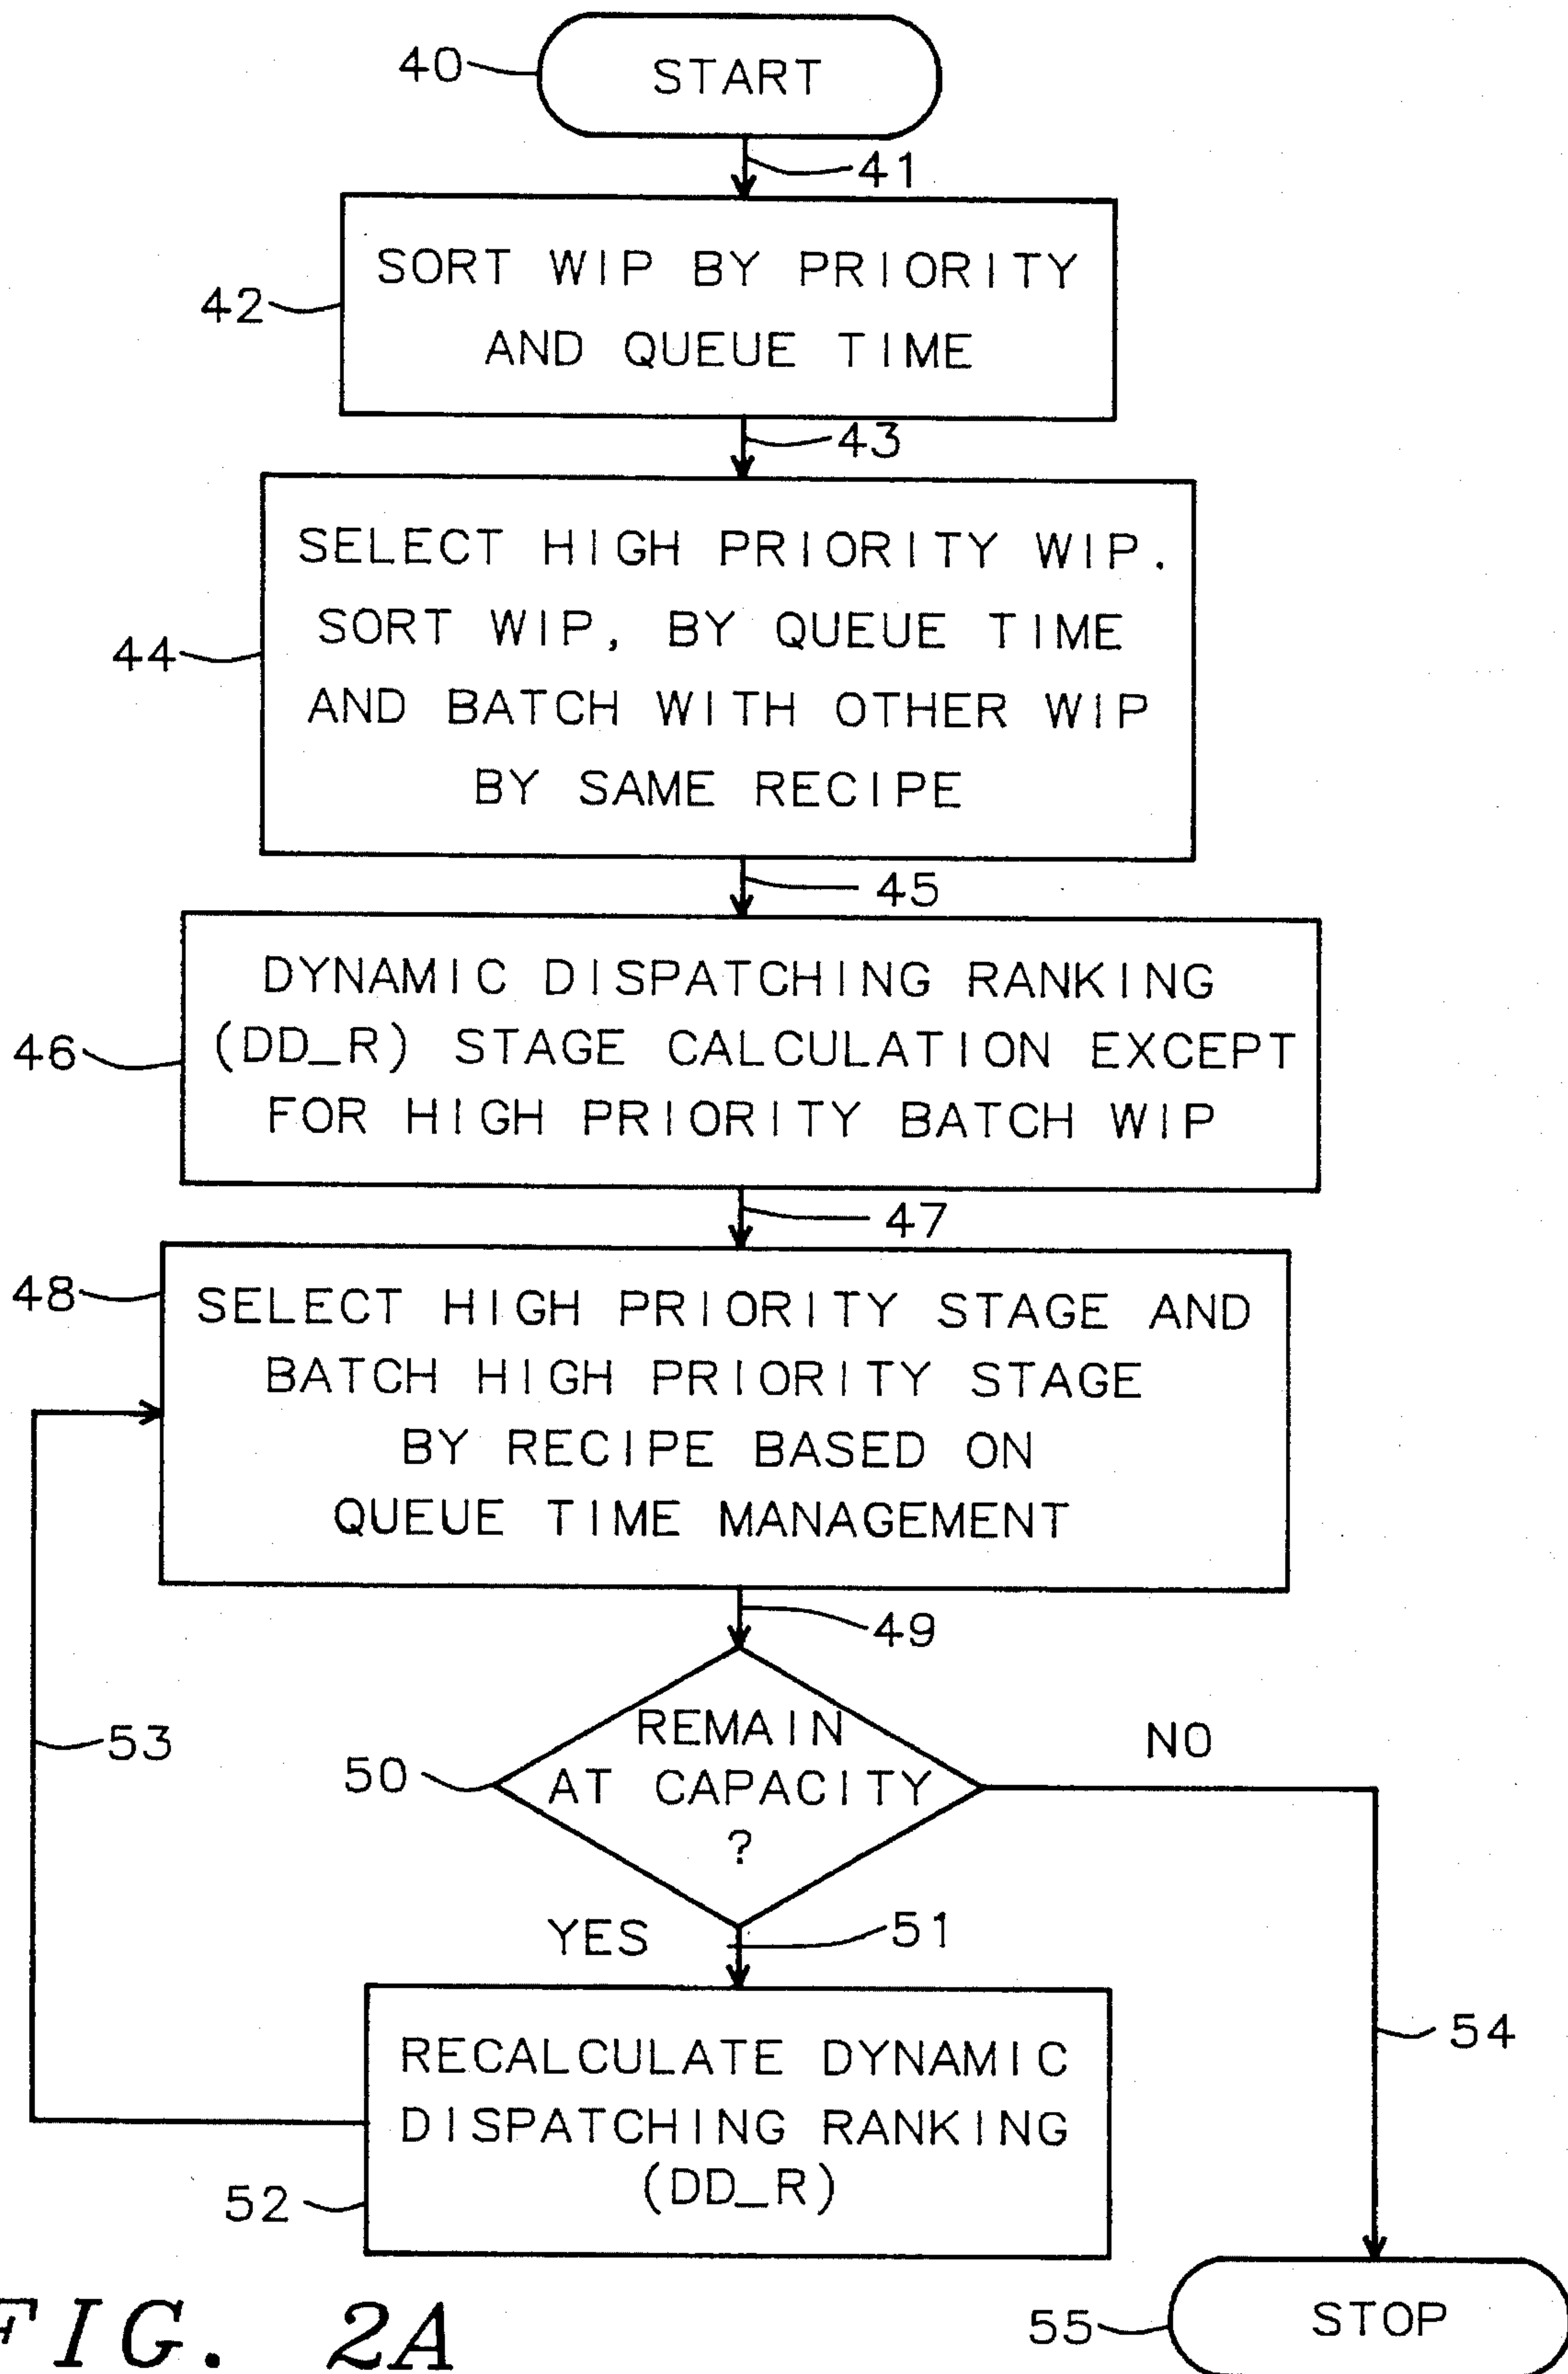 40
START
41
42
SORT WIP BY PRIORITY
AND QUEUE TIME
43
44
SELECT HIGH PRIORITY WIP.
SORT WIP, BY QUEUE TIME
AND BATCH WITH OTHER WIP
BY SAME RECIPE
45
46
DYNAMIC DISPATCHING RANKING
(DD_R) STAGE CALCULATION EXCEPT
FOR HIGH PRIORITY BATCH WIP
47
48
SELECT HIGH PRIORITY STAGE AND
BATCH HIGH PRIORITY STAGE
BY RECIPE BASED ON
QUEUE TIME MANAGEMENT
49
53
50
REMAIN
AT CAPACITY
?
NO
YES
51
54
52
RECALCULATE DYNAMIC
DISPATCHING RANKING
(DD_R)
55
STOP
FIG. 2A